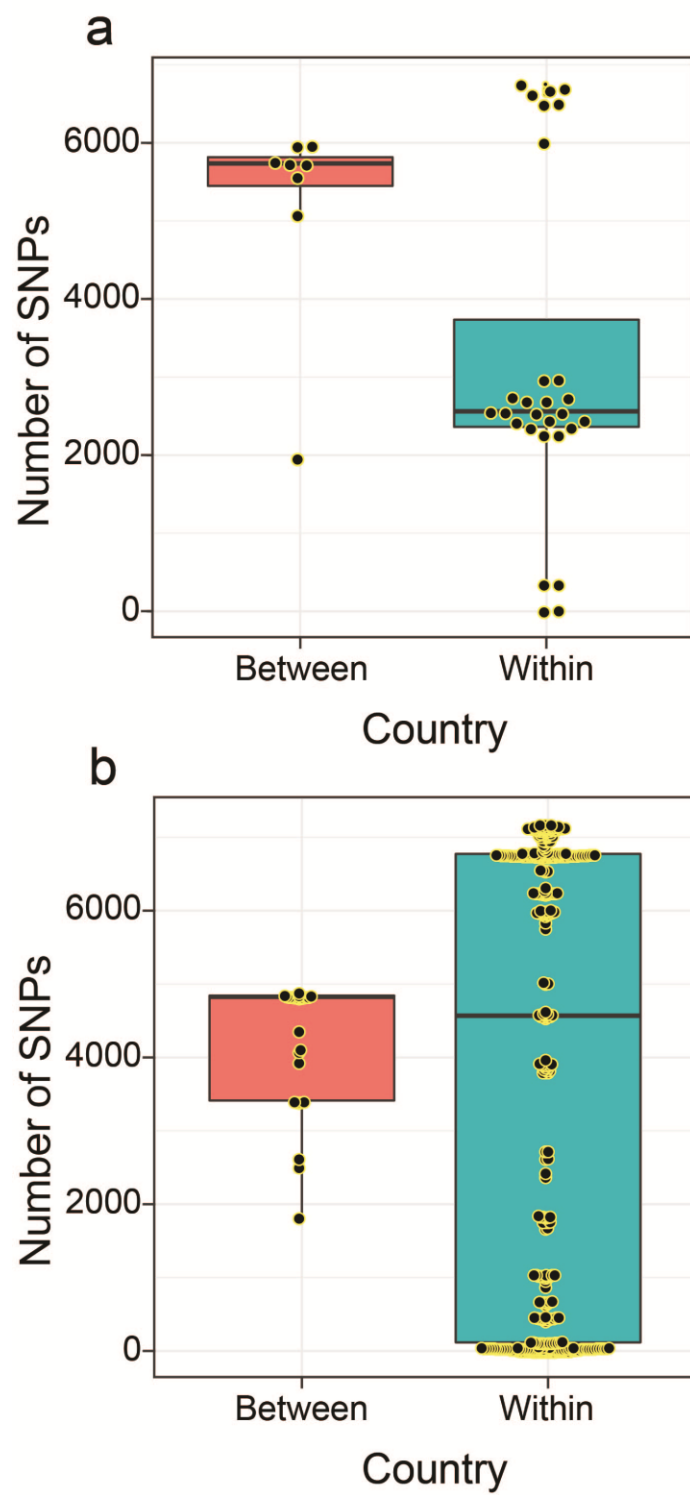 a
Number of SNPs
6000
4000
2000
0
Between Within
Country
b
Number of SNPs
6000
4000
2000
0
Between Within
Country